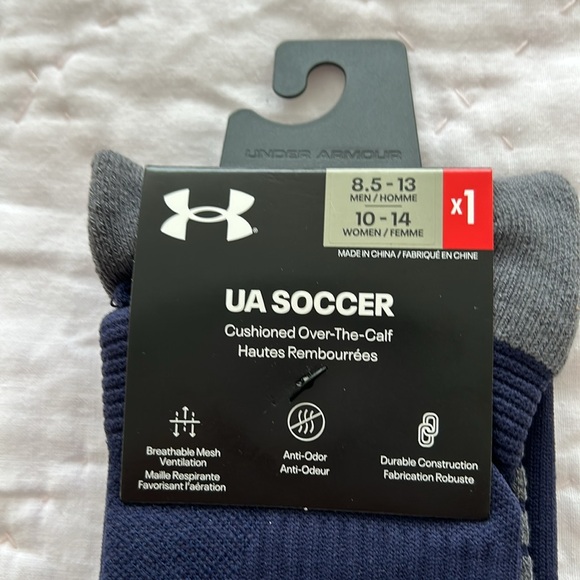 UNDER ARMOUR
8.5 - 13
MEN / HOMME
10 - 14
WOMEN / FEMME
x1
MADE IN CHINA / FABRIQUÉ EN CHINE
UA SOCCER
Cushioned Over-The-Calf
Hautes Rembourrées
Breathable Mesh
Ventilation
Maille Respirante
Favorisant l'aération
Anti-Odor
Anti-Odeur
Durable Construction
Fabrication Robuste